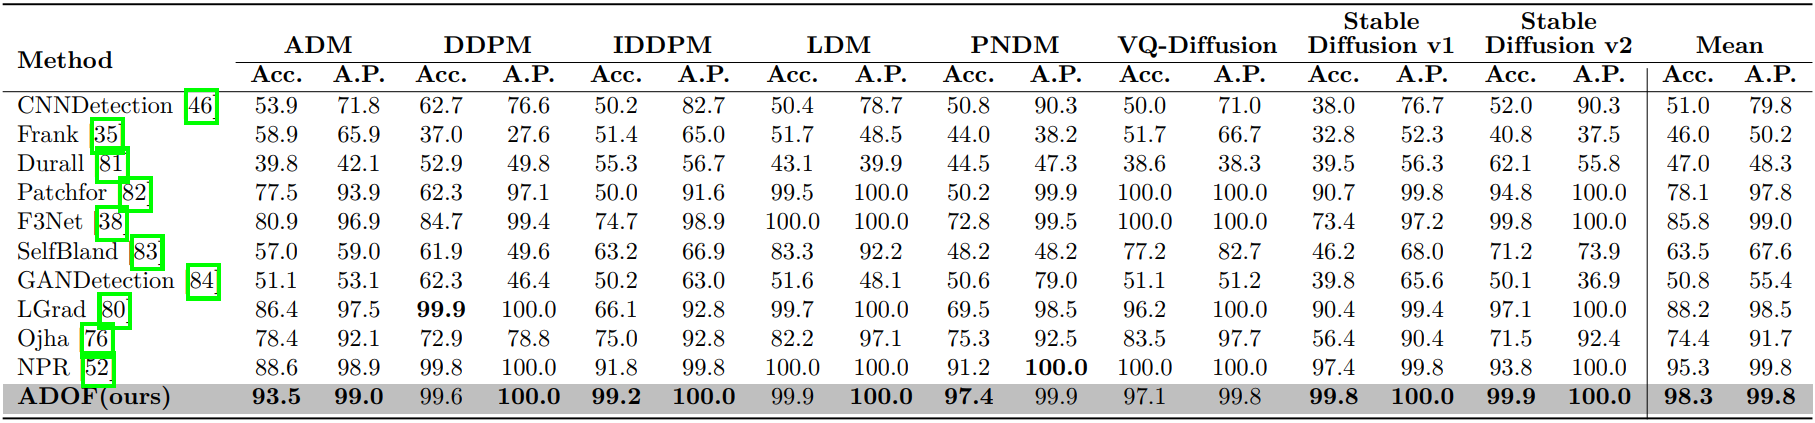 Stable Stable
Method ADM DDPM IDDPM LDM PNDM VQ-Diffusion Diffusion v1 Diffusion v2 Mean
Acc. A.P. Acc. A.P. Acc. A.P. Acc. A.P. Acc. A.P. Acc. A.P. Acc. A.P. Acc. A.P. Acc. A.P.
CNNDetection [46] 53.9 71.8 62.7 76.6 50.2 82.7 50.4 78.7 50.8 90.3 50.0 71.0 38.0 76.7 52.0 90.3 51.0 79.8
Frank [35] 58.9 65.9 37.0 27.6 51.4 65.0 51.7 48.5 44.0 38.2 51.7 66.7 32.8 52.3 40.8 37.5 46.0 50.2
Durall [81] 39.8 42.1 52.9 49.8 55.3 56.7 43.1 39.9 44.5 47.3 38.6 38.3 39.5 56.3 62.1 55.8 47.0 48.3
Patchfor [82] 77.5 93.9 62.3 97.1 50.0 91.6 99.5 100.0 50.2 99.9 100.0 100.0 90.7 99.8 94.8 100.0 78.1 97.8
F3Net [38] 80.9 96.9 84.7 99.4 74.7 98.9 100.0 100.0 72.8 99.5 100.0 100.0 73.4 97.2 99.8 100.0 85.8 99.0
SelfBland [83] 57.0 59.0 61.9 49.6 63.2 66.9 83.3 92.2 48.2 48.2 77.2 82.7 46.2 68.0 71.2 73.9 63.5 67.6
GANDetection [84] 51.1 53.1 62.3 46.4 50.2 63.0 51.6 48.1 50.6 79.0 51.1 51.2 39.8 65.6 50.1 36.9 50.8 55.4
LGrad [80] 86.4 97.5 99.9 100.0 66.1 92.8 99.7 100.0 69.5 98.5 96.2 100.0 90.4 99.4 97.1 100.0 88.2 98.5
Ojha [76] 78.4 92.1 72.9 78.8 75.0 92.8 82.2 97.1 75.3 92.5 83.5 97.7 56.4 90.4 71.5 92.4 74.4 91.7
NPR [52] 88.6 98.9 99.8 100.0 91.8 99.8 100.0 100.0 91.2 100.0 100.0 100.0 97.4 99.8 93.8 100.0 95.3 99.8
ADOF(ours) 93.5 99.0 99.6 100.0 99.2 100.0 99.9 100.0 97.4 99.9 97.1 99.8 99.8 100.0 99.9 100.0 98.3 99.8